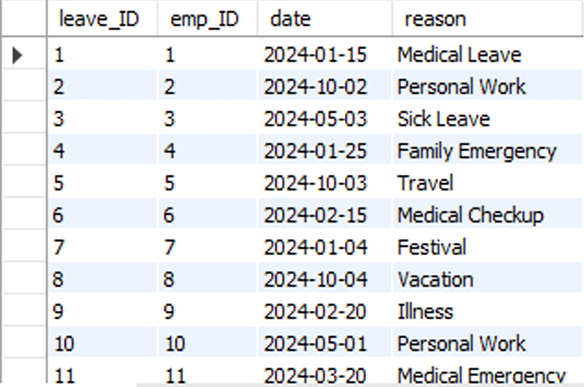 leave_ID emp_ID date reason
1 1 2024-01-15 Medical Leave
2 2 2024-10-02 Personal Work
3 3 2024-05-03 Sick Leave
4 4 2024-01-25 Family Emergency
5 5 2024-10-03 Travel
6 6 2024-02-15 Medical Checkup
7 7 2024-01-04 Festival
8 8 2024-10-04 Vacation
9 9 2024-02-20 Illness
10 10 2024-05-01 Personal Work
11 11 2024-03-20 Medical Emergency